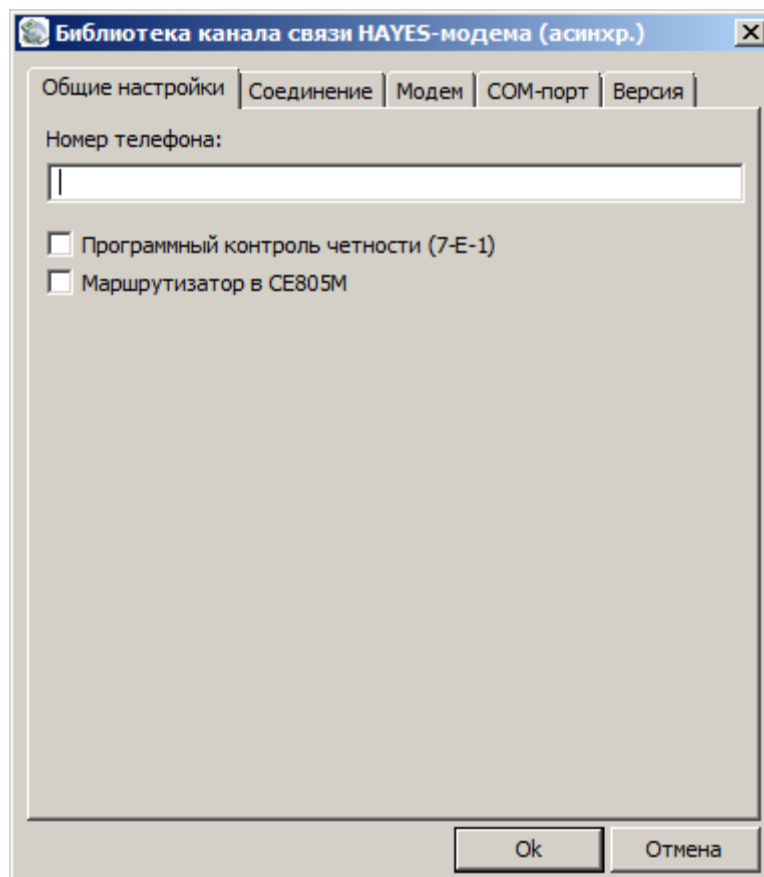 Библиотека канала связи HAYES-модема (асинхр.)
Общие настройки Соединение Модем COM-порт Версия
Номер телефона:
Программный контроль четности (7-E-1)
Маршрутизатор в CE805M
Ok Отмена